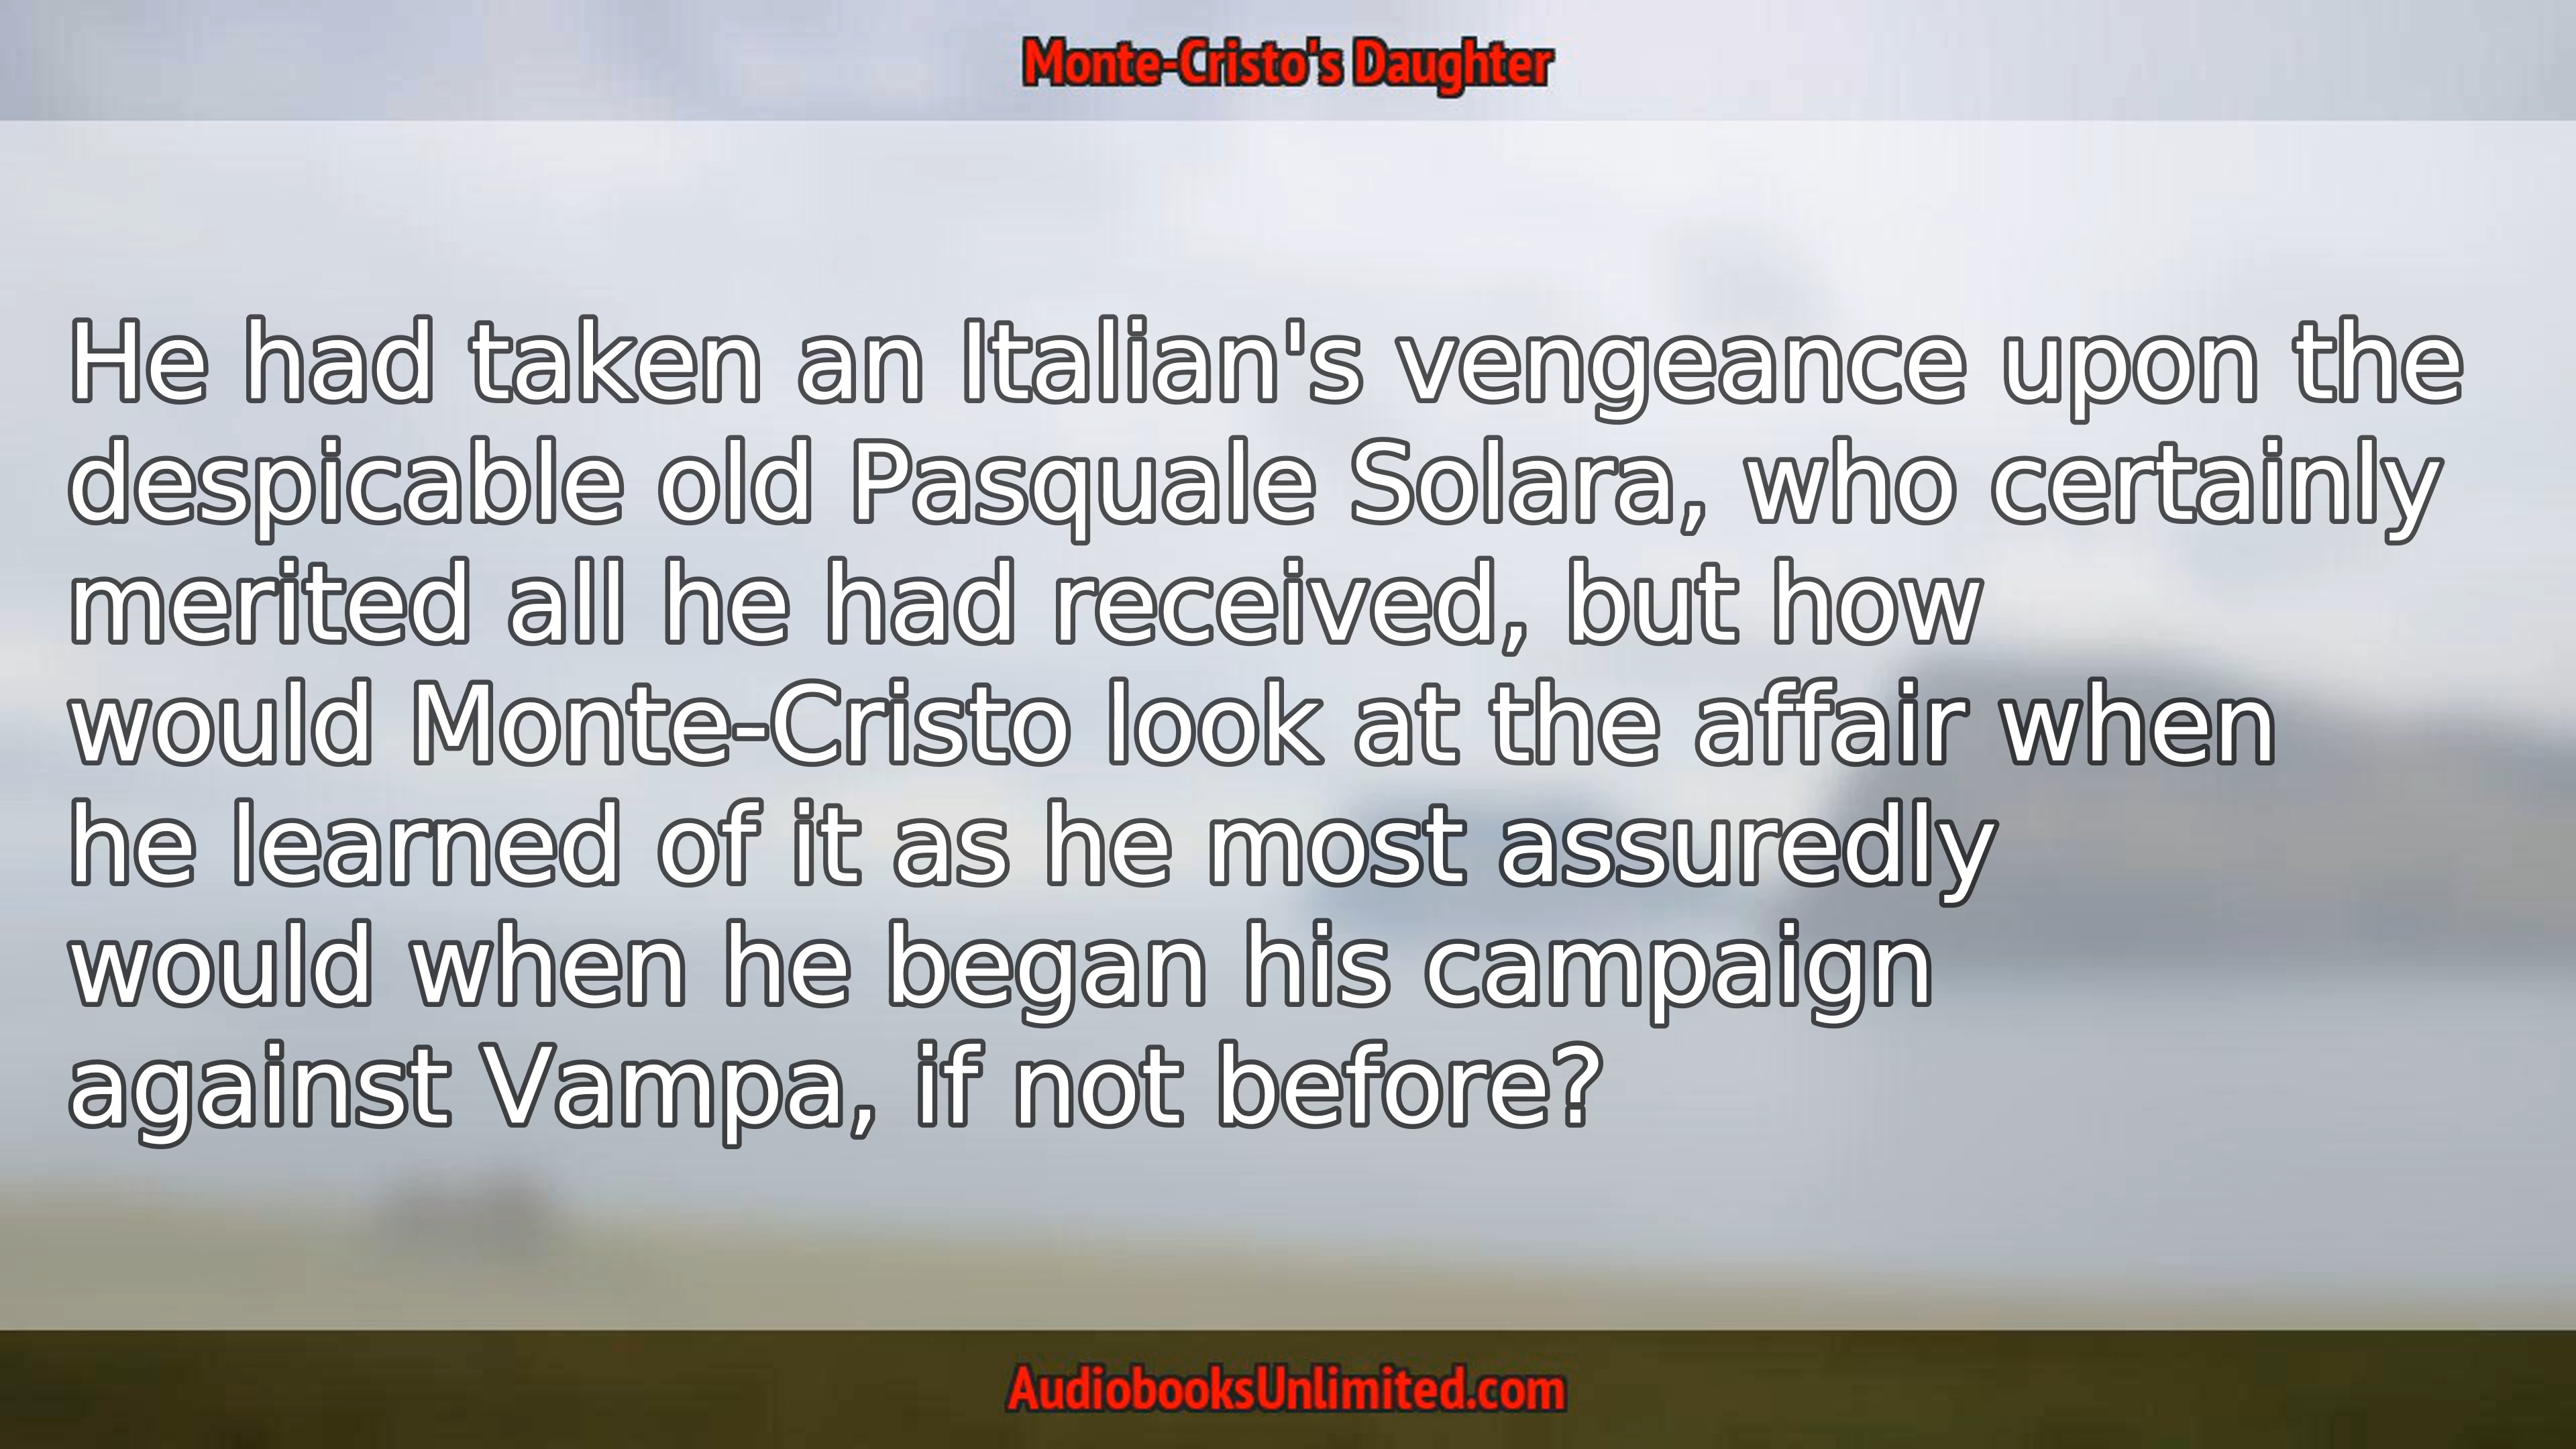 Monte-Cristo's Daughter
He had taken an Italian's vengeance upon the
despicable old Pasquale Solara, who certainly
merited all he had received, but how
would Monte-Cristo look at the affair when
he learned of it as he most assuredly
would when he began his campaign
against Vampa, if not before?
AudiobooksUnlimited.com